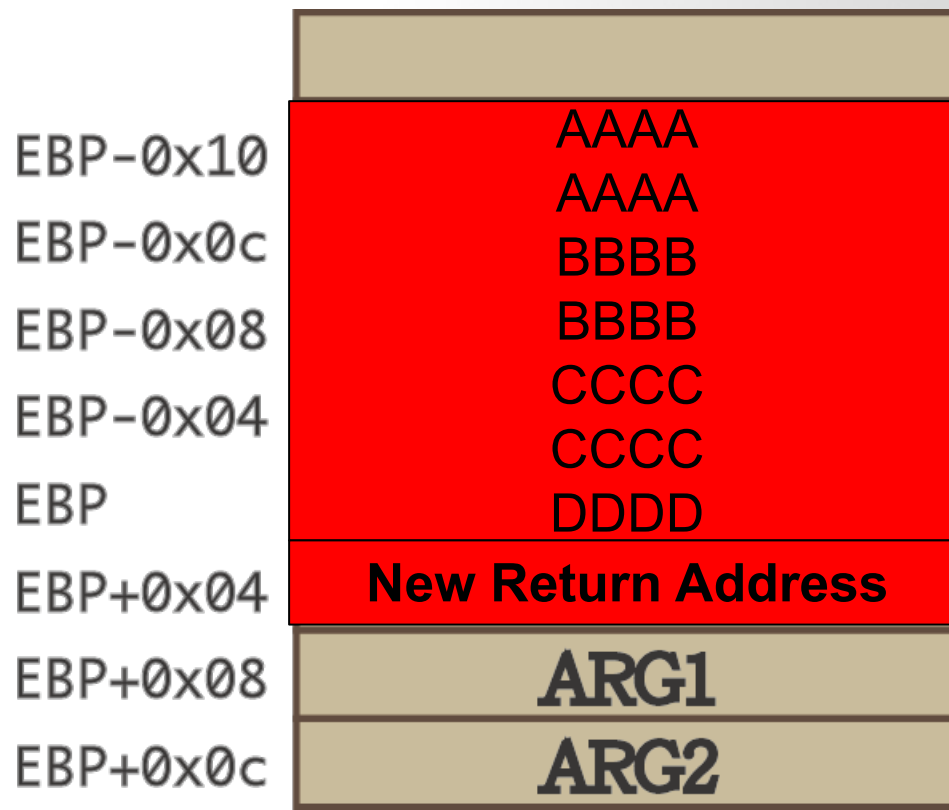 EBP-0x10
AAAA
AAAA
EBP-0x0c
BBBB
EBP-0x08
BBBB
CCCC
EBP-0x04
CCCC
EBP
DDDD
EBP+0x04
New Return Address
EBP+0x08
ARG1
EBP+0x0c
ARG2